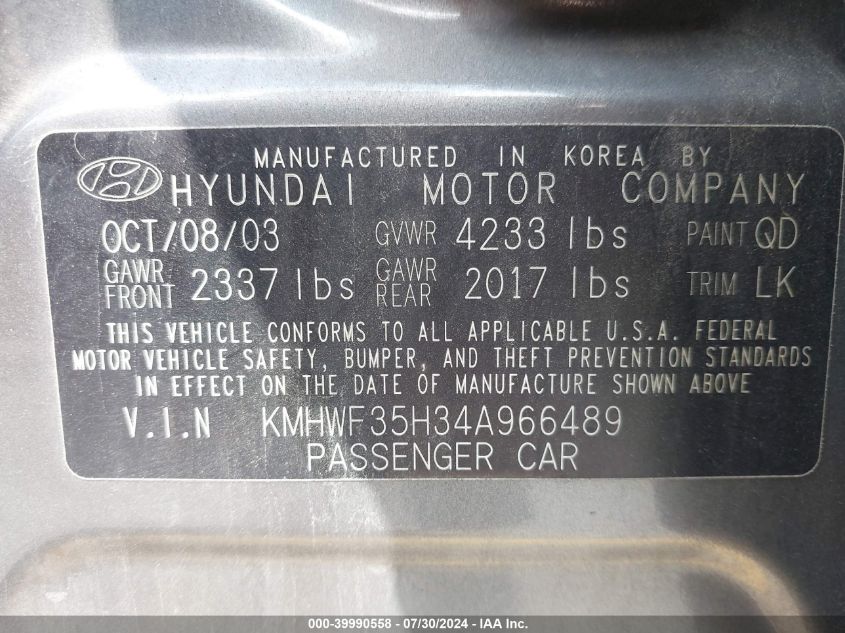 MANUFACTURED IN KOREA BY
HYUNDAI MOTOR COMPANY
OCT/08/03 GVWR 4233 lbs PAINT QD
GAWR FRONT 2337 lbs GAWR REAR 2017 lbs TRIM LK
THIS VEHICLE CONFORMS TO ALL APPLICABLE U.S.A. FEDERAL
MOTOR VEHICLE SAFETY, BUMPER, AND THEFT PREVENTION STANDARDS
IN EFFECT ON THE DATE OF MANUFACTURE SHOWN ABOVE
V.I.N KMHWF35H34A966489
PASSENGER CAR
000-39990558 - 07/30/2024 - IAA Inc.